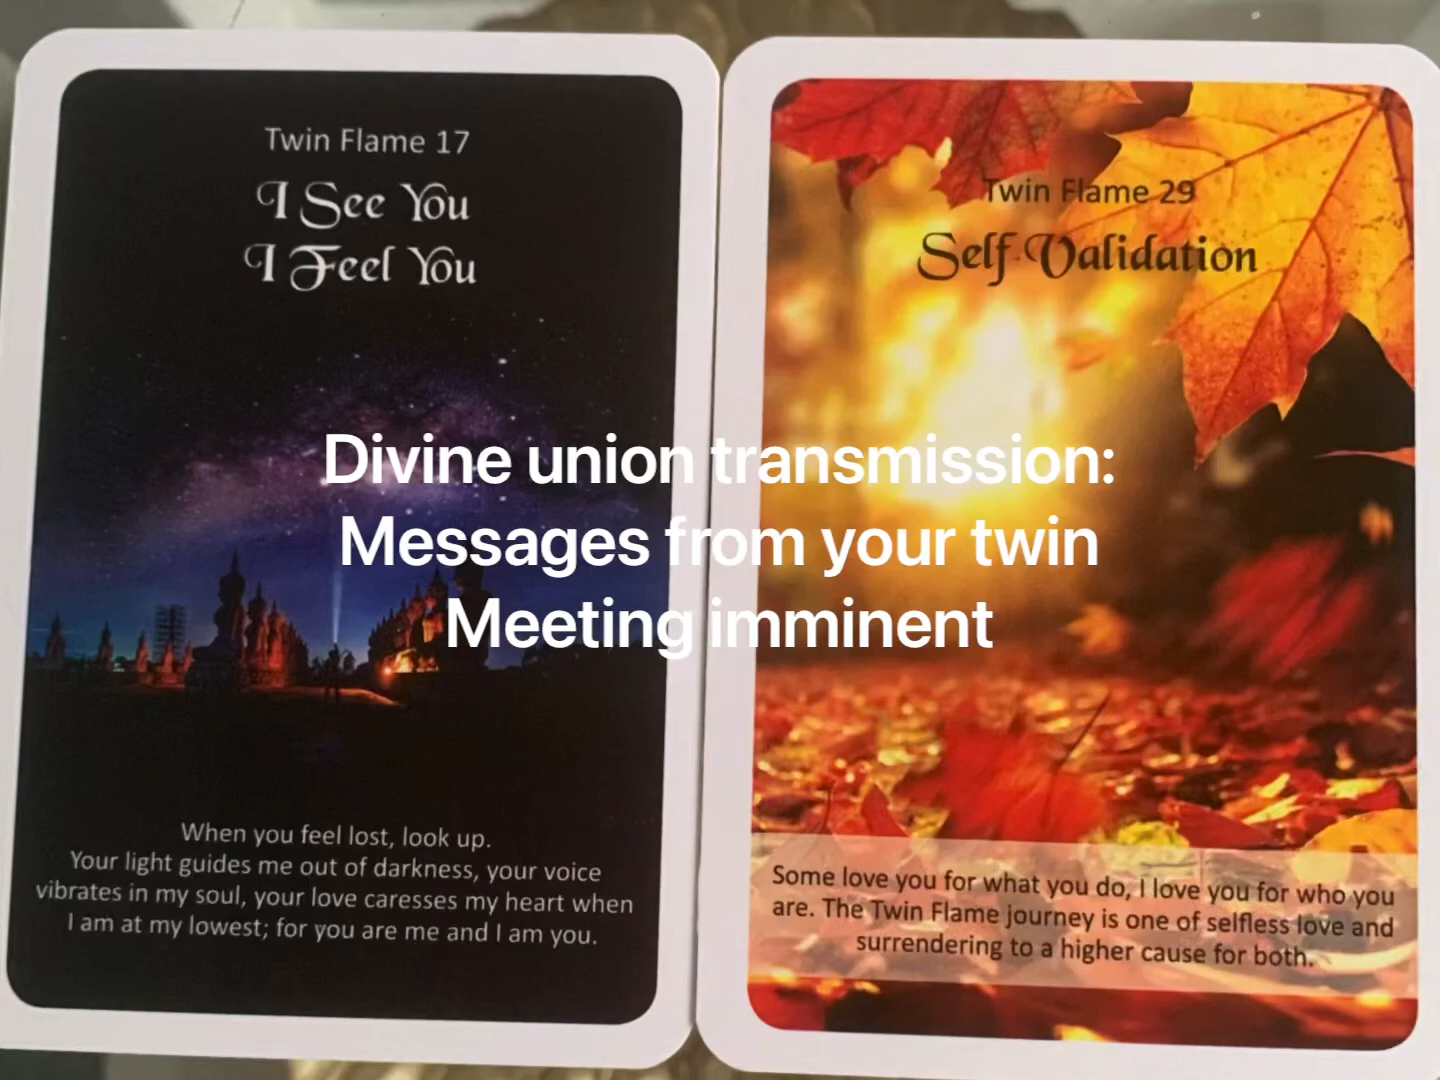 Twin Flame 17
I See You
I Feel You
When you feel lost, look up.
Your light guides me out of darkness, your voice
vibrates in my soul, your love caresses my heart when
I am at my lowest; for you are me and I am you.
Twin Flame 29
Self Validation
Some love you for what you do, I love you for who you
are. The Twin Flame journey is one of selfless love and
surrendering to a higher cause for both.
Divine union transmission:
Messages from your twin
Meeting imminent